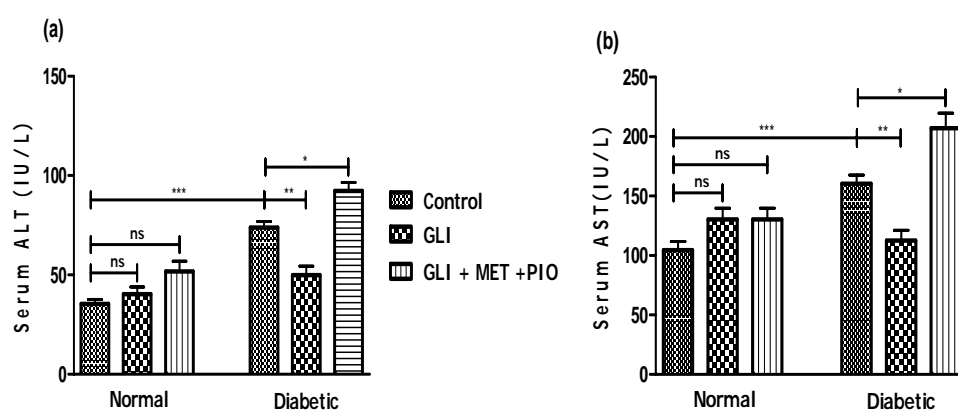 (a)
Serum ALT (IU/L)
150
100
50
0
***
**
*
ns
ns
Normal
Diabetic
Control
GLI
GLI + MET +PIO
(b)
Serum AST(IU/L)
250
200
150
100
50
0
*
***
**
ns
ns
Normal
Diabetic